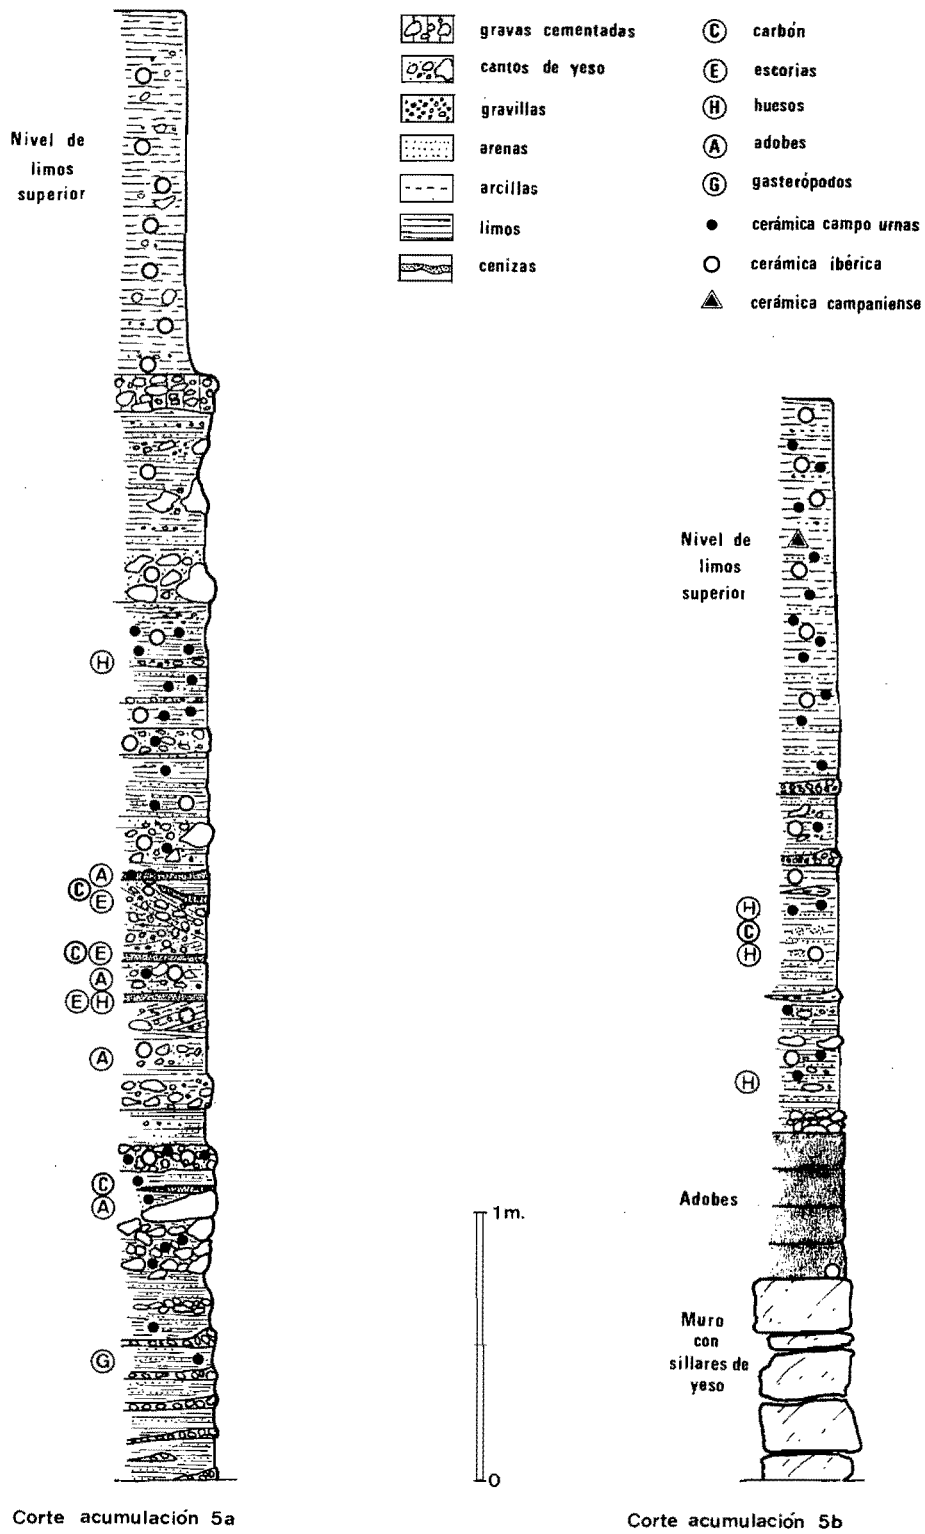 Nivel de
limos
superior
gravas cementadas
cantos de yeso
gravillas
arenas
arcillas
limos
cenizas
C carbón
E escorias
H huesos
A adobes
G gasterópodos
cerámica campo urnas
cerámica ibérica
cerámica campaniense
H
A
C
E
C E
A
E H
A
C
A
G
1m.
0
Nivel de
limos
superior
H
C
H
H
Adobes
Muro
con
sillares de
yeso
Corte acumulación 5a
Corte acumulación 5b